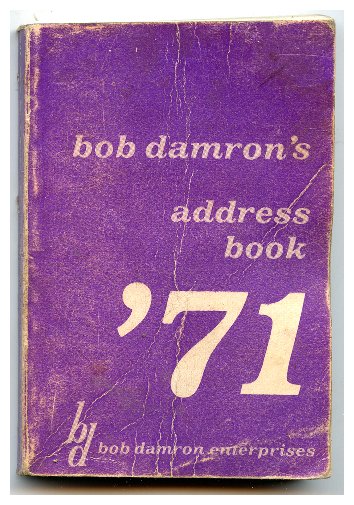 bob damron's
address
book
'71
bd
bob damron enterprises